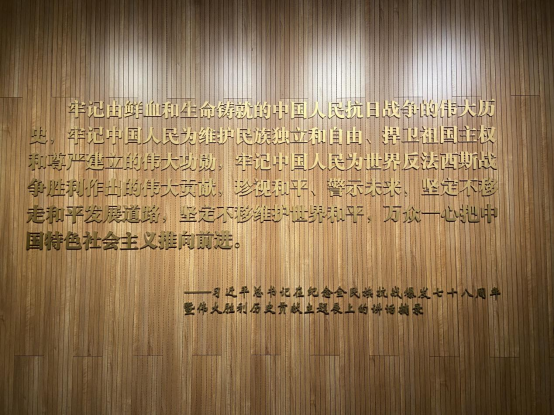 牢记由鲜血和生命铸就的中国人民抗日战争的伟大历
史，牢记中国人民为维护民族独立和自由、捍卫祖国主权
和尊严建立的伟大功勋，牢记中国人民为世界反法西斯战
争胜利作出的伟大贡献，珍视和平、警示未来，坚定不移
走和平发展道路，坚定不移维护世界和平，万众一心把中
国特色社会主义推向前进。
——习近平总书记在纪念全民族抗战爆发七十八周年
暨伟大胜利历史贡献主题展上的讲话摘录